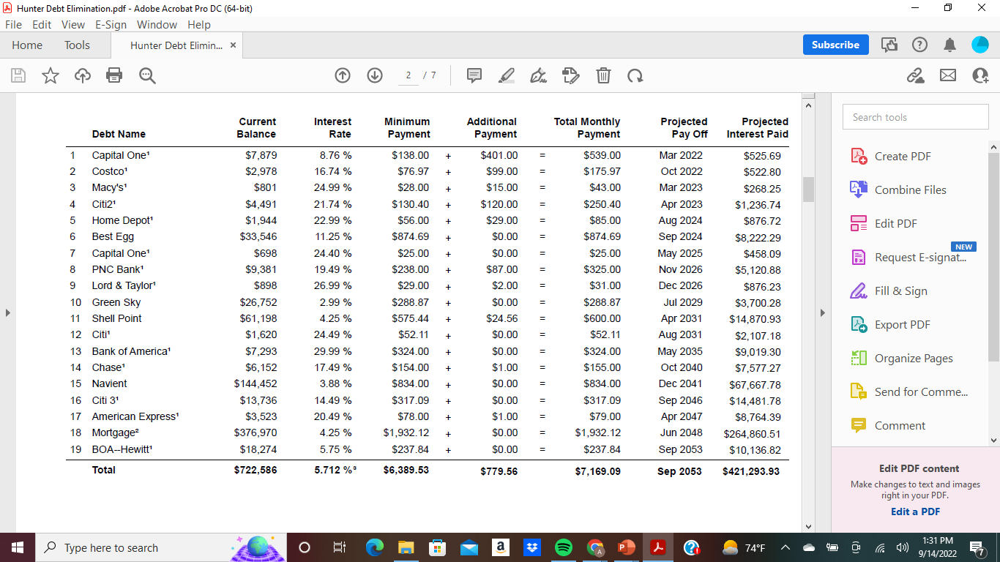 Hunter Debt Elimination.pdf - Adobe Acrobat Pro DC (64-bit)
File Edit View E-Sign Window Help
Home Tools Hunter Debt Elimin... × Subscribe
2 / 7
Current Interest Minimum Additional Total Monthly Projected Projected
Debt Name Balance Rate Payment Payment Payment Pay Off Interest Paid
1 Capital One¹ $7,879 8.76 % $138.00 + $401.00 = $539.00 Mar 2022 $525.69
2 Costco¹ $2,978 16.74 % $76.97 + $99.00 = $175.97 Oct 2022 $522.80
3 Macy's¹ $801 24.99 % $28.00 + $15.00 = $43.00 Mar 2023 $268.25
4 Citi2¹ $4,491 21.74 % $130.40 + $120.00 = $250.40 Apr 2023 $1,236.74
5 Home Depot¹ $1,944 22.99 % $56.00 + $29.00 = $85.00 Aug 2024 $876.72
6 Best Egg $33,546 11.25 % $874.69 + $0.00 = $874.69 Sep 2024 $8,222.29
7 Capital One¹ $698 24.40 % $25.00 + $0.00 = $25.00 May 2025 $458.09
8 PNC Bank¹ $9,381 19.49 % $238.00 + $87.00 = $325.00 Nov 2026 $5,120.88
9 Lord & Taylor¹ $898 26.99 % $29.00 + $2.00 = $31.00 Dec 2026 $876.23
10 Green Sky $26,752 2.99 % $288.87 + $0.00 = $288.87 Jul 2029 $3,700.28
11 Shell Point $61,198 4.25 % $575.44 + $24.56 = $600.00 Apr 2031 $14,870.93
12 Citi¹ $1,620 24.49 % $52.11 + $0.00 = $52.11 Aug 2031 $2,107.18
13 Bank of America¹ $7,293 29.99 % $324.00 + $0.00 = $324.00 May 2035 $9,019.30
14 Chase¹ $6,152 17.49 % $154.00 + $1.00 = $155.00 Oct 2040 $7,577.27
15 Navient $144,452 3.88 % $834.00 + $0.00 = $834.00 Dec 2041 $67,667.78
16 Citi 3¹ $13,736 14.49 % $317.09 + $0.00 = $317.09 Sep 2046 $14,481.78
17 American Express¹ $3,523 20.49 % $78.00 + $1.00 = $79.00 Apr 2047 $8,764.39
18 Mortgage² $376,970 4.25 % $1,932.12 + $0.00 = $1,932.12 Jun 2048 $264,860.51
19 BOA--Hewitt¹ $18,274 5.75 % $237.84 + $0.00 = $237.84 Sep 2053 $10,136.82
Total $722,586 5.712 %³ $6,389.53 $779.56 $7,169.09 Sep 2053 $421,293.93
Search tools
Create PDF
Combine Files
Edit PDF
NEW
Request E-signat...
Fill & Sign
Export PDF
Organize Pages
Send for Comme...
Comment
Edit PDF content
Make changes to text and images
right in your PDF.
Edit a PDF
Type here to search
74°F
1:31 PM
9/14/2022
7